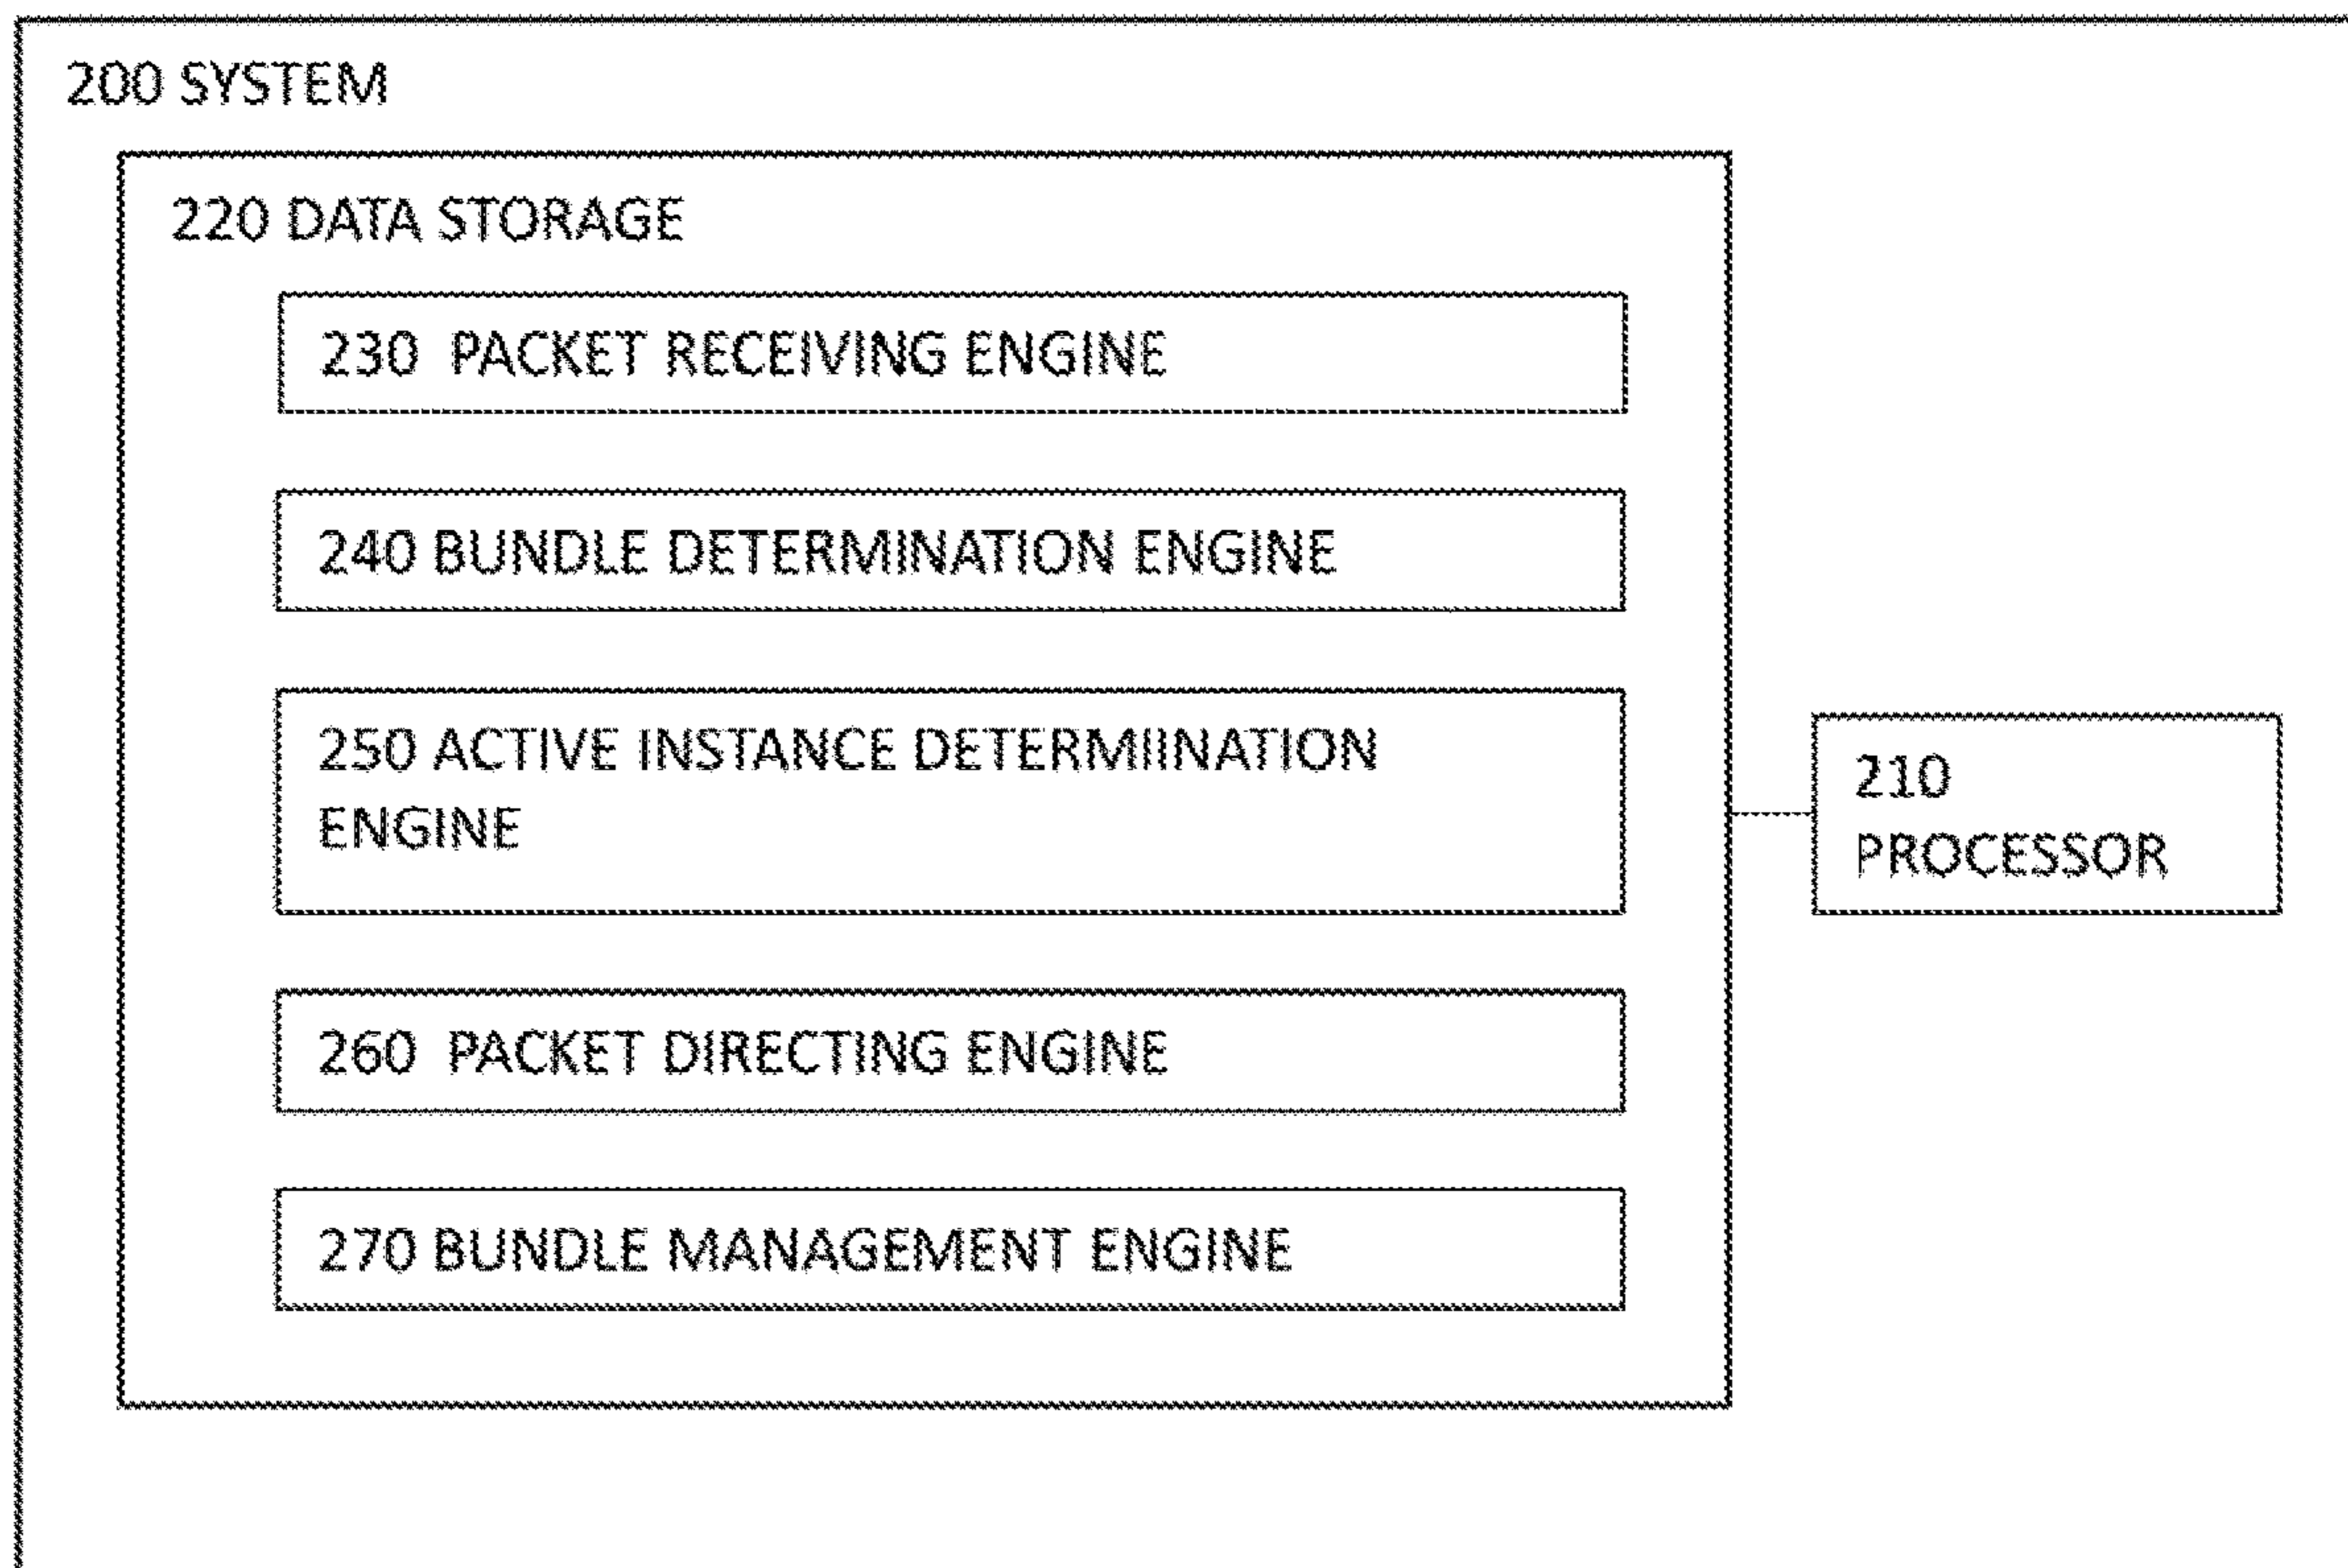 200 SYSTEM
220 DATA STORAGE
230 PACKET RECEIVING ENGINE
240 BUNDLE DETERMINATION ENGINE
250 ACTIVE INSTANCE DETERMIINATION
ENGINE
260 PACKET DIRECTING ENGINE
270 BUNDLE MANAGEMENT ENGINE
210
PROCESSOR